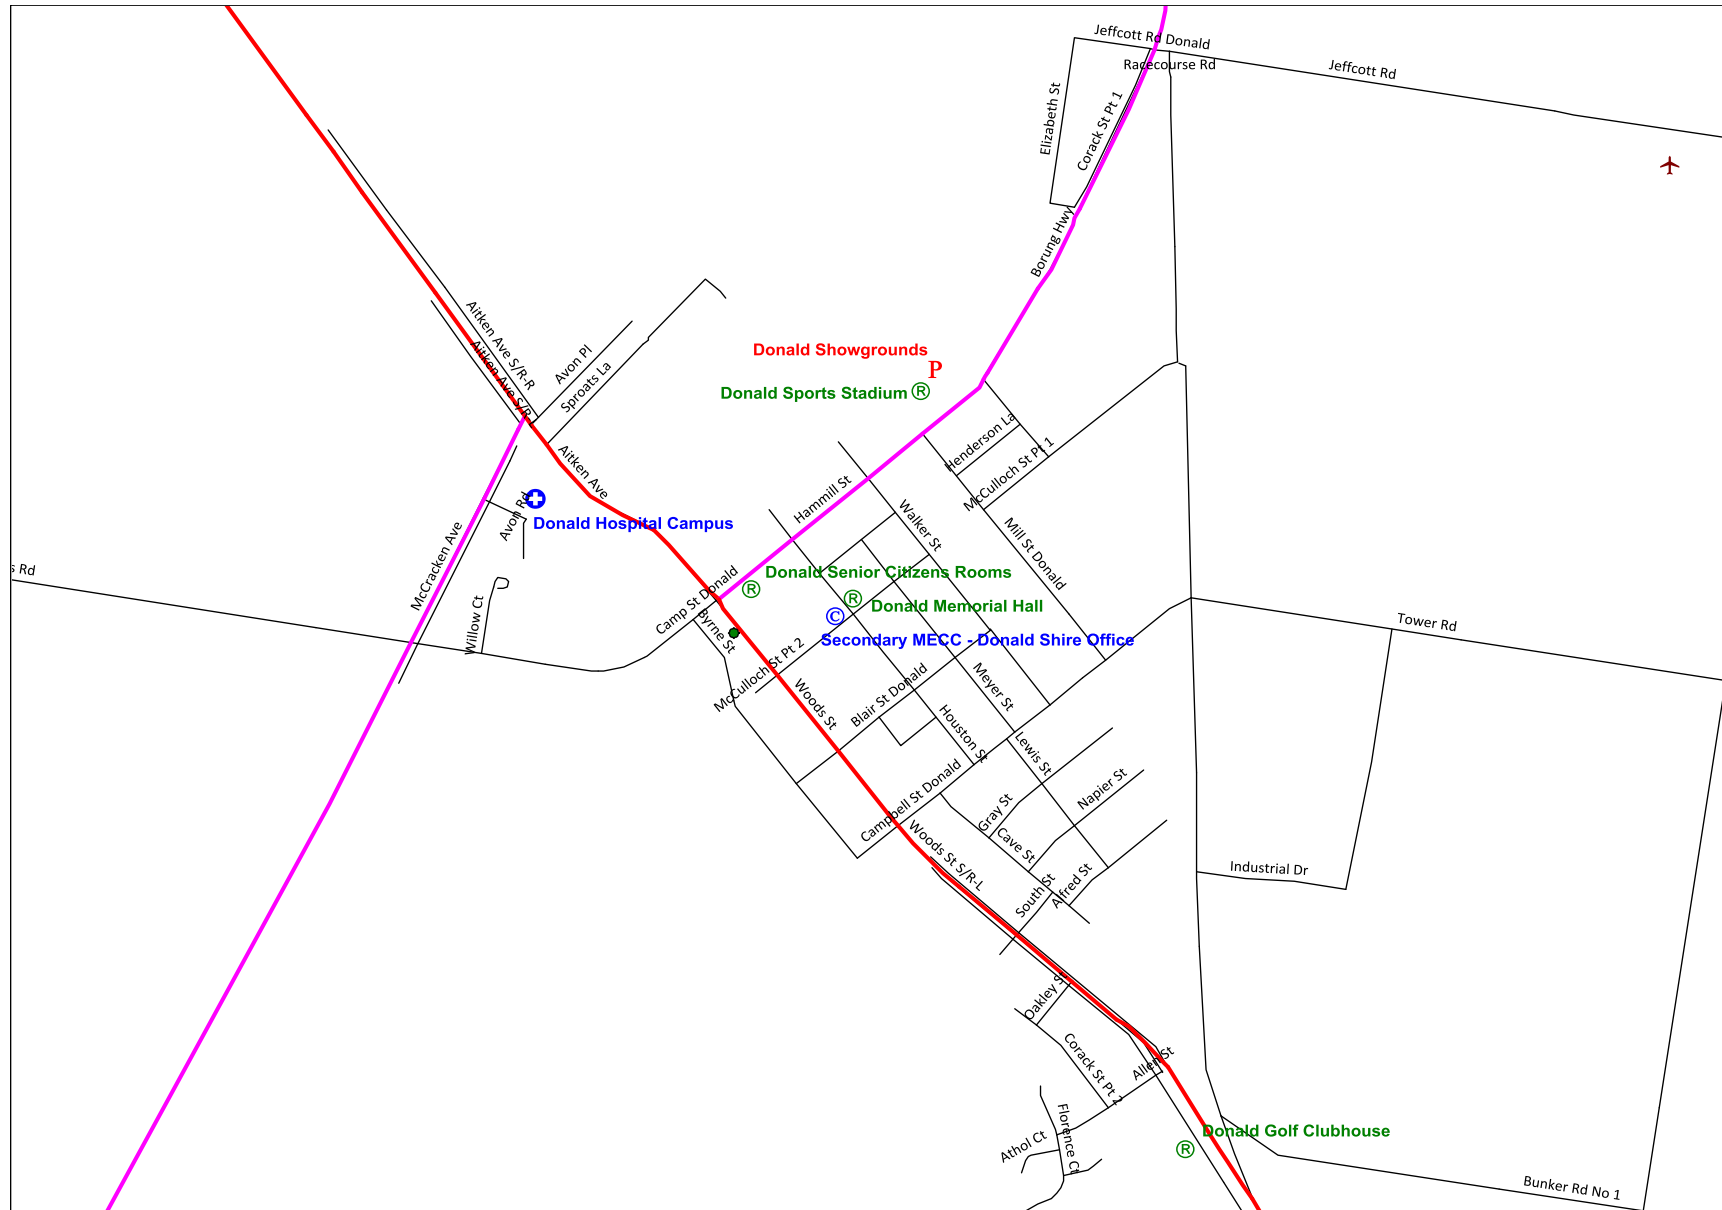 Jeffcott Rd Donald
Racecourse Rd
Jeffcott Rd
Elizabeth St
Corack St Pt 1
Borung Hwy
Aitken Ave S/R-R
Aitken Ave S/R
Avon Pl
Sproats La
Donald Showgrounds
P
Donald Sports Stadium ®
Henderson La
McCulloch St Pt 1
Aitken Ave
Hammill St
Walker St
Mill St Donald
Avon Rd
Donald Hospital Campus
McCracken Ave
s Rd
Willow Ct
Camp St Donald
Byrne St
® Donald Senior Citizens Rooms
® Donald Memorial Hall
©
Secondary MECC - Donald Shire Office
Tower Rd
McCulloch St Pt 2
Woods St
Blair St Donald
Meyer St
Houston St
Lewis St
Campbell St Donald
Gray St
Napier St
Cave St
Woods St S/R-L
South St
Alfred St
Industrial Dr
Oakley St
Corack St Pt 2
Allen St
Florence Ct
Athol Ct
Donald Golf Clubhouse
®
Bunker Rd No 1